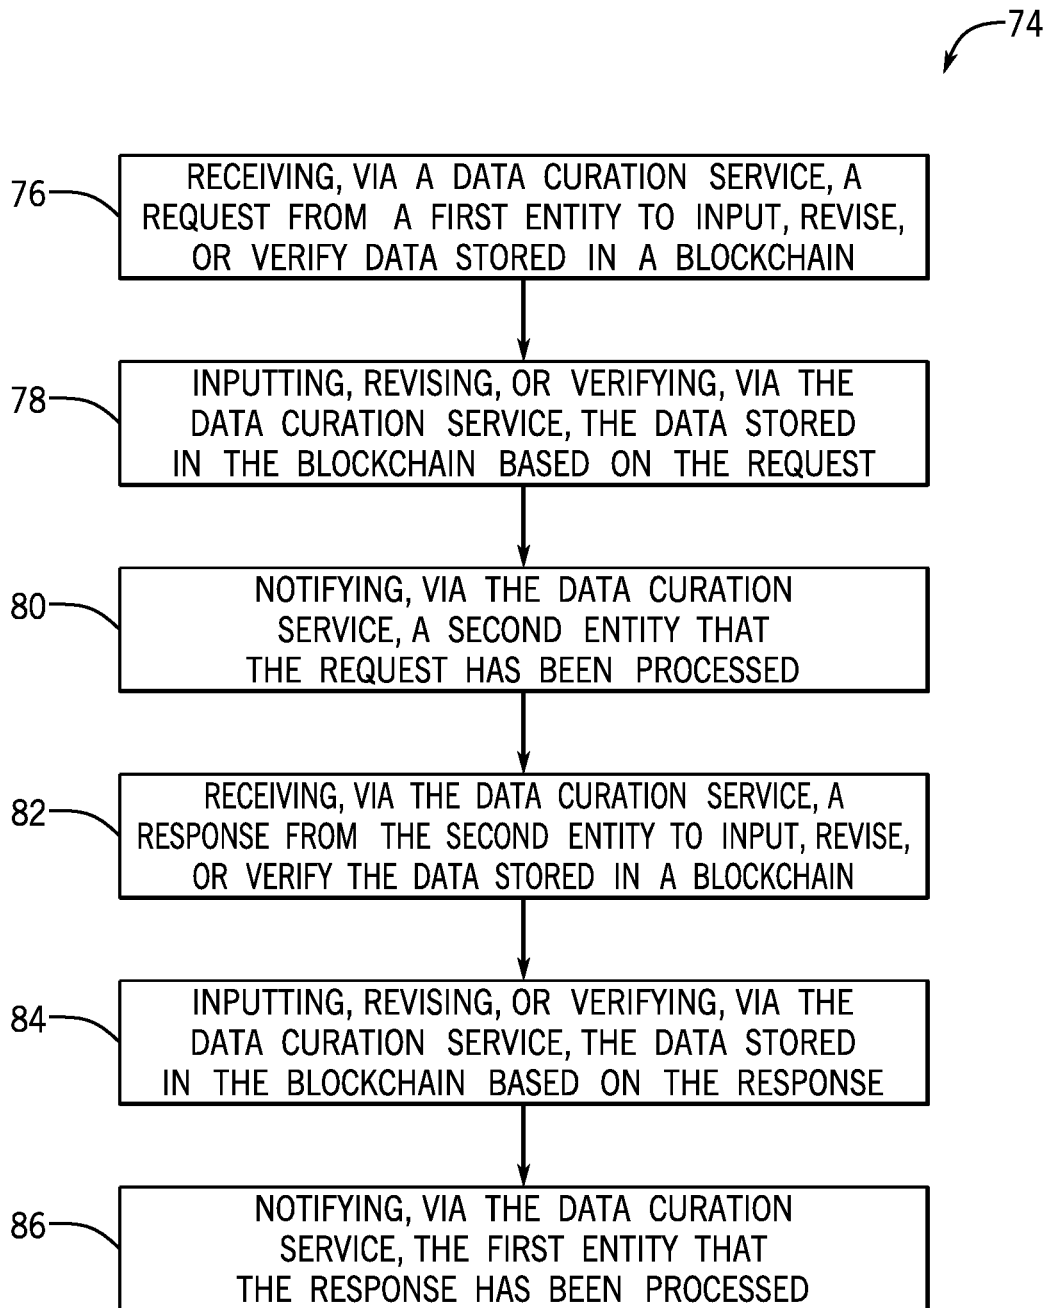 74
76
RECEIVING, VIA A DATA CURATION SERVICE, A
REQUEST FROM A FIRST ENTITY TO INPUT, REVISE,
OR VERIFY DATA STORED IN A BLOCKCHAIN
78
INPUTTING, REVISING, OR VERIFYING, VIA THE
DATA CURATION SERVICE, THE DATA STORED
IN THE BLOCKCHAIN BASED ON THE REQUEST
80
NOTIFYING, VIA THE DATA CURATION
SERVICE, A SECOND ENTITY THAT
THE REQUEST HAS BEEN PROCESSED
82
RECEIVING, VIA THE DATA CURATION SERVICE, A
RESPONSE FROM THE SECOND ENTITY TO INPUT, REVISE,
OR VERIFY THE DATA STORED IN A BLOCKCHAIN
84
INPUTTING, REVISING, OR VERIFYING, VIA THE
DATA CURATION SERVICE, THE DATA STORED
IN THE BLOCKCHAIN BASED ON THE RESPONSE
86
NOTIFYING, VIA THE DATA CURATION
SERVICE, THE FIRST ENTITY THAT
THE RESPONSE HAS BEEN PROCESSED